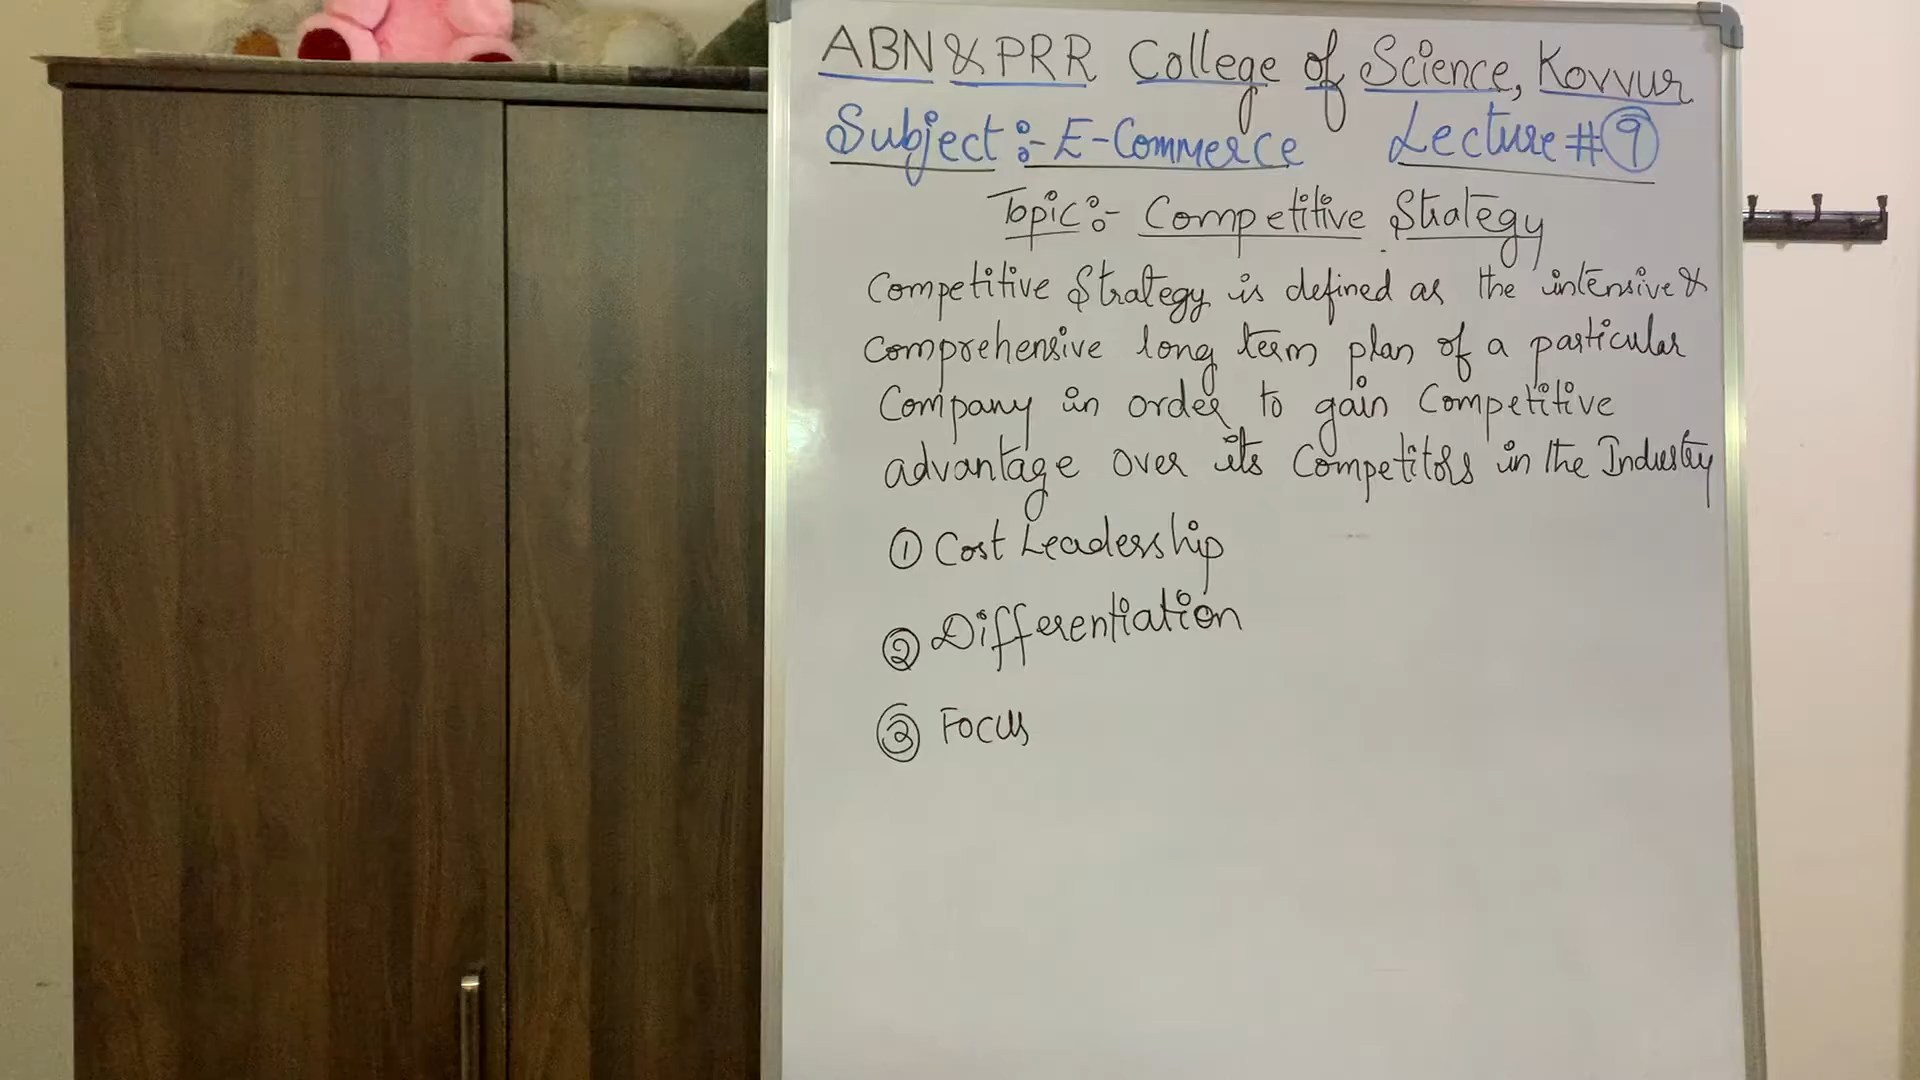 ABN & PRR College of Science, Kovvur
Subject :- E-Commerce Lecture # 9
Topic :- Competitive Strategy
Competitive Strategy is defined as the intensive &
comprehensive long term plan of a particular
Company in order to gain Competitive
advantage over its Competitors in the Industry
① Cost Leadership
② Differentiation
③ Focus